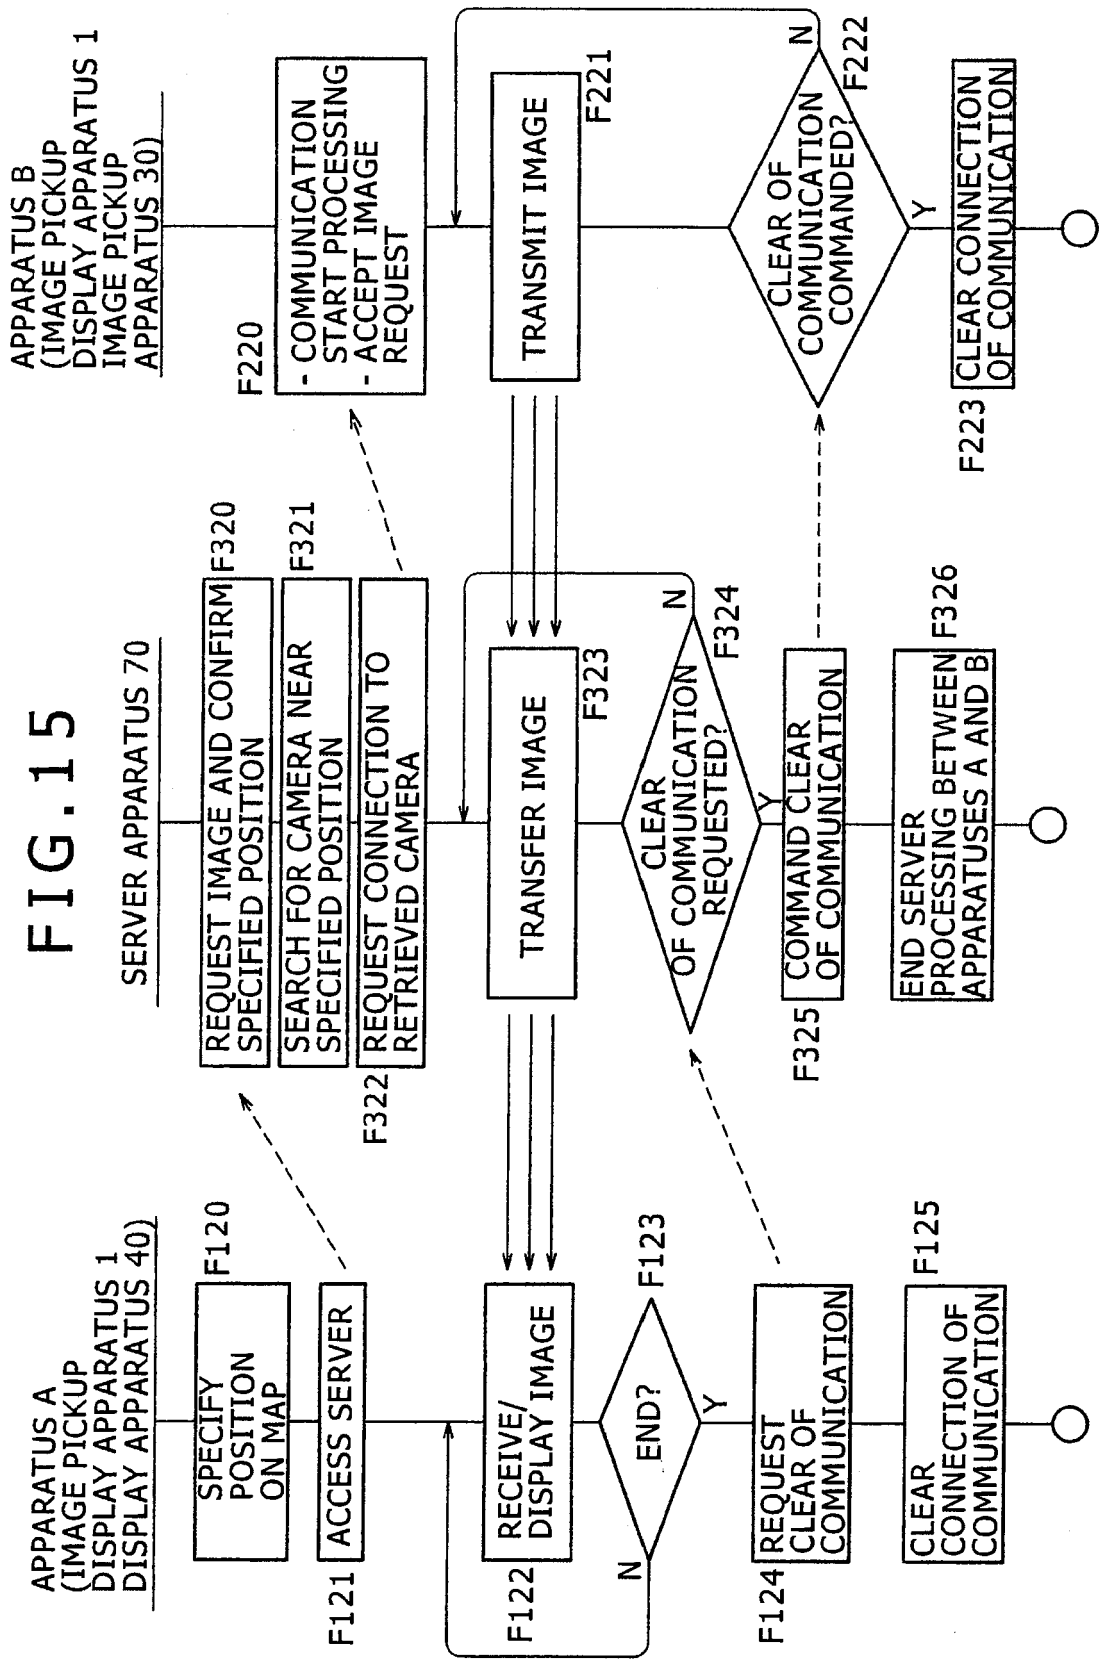 FIG.15
APPARATUS A
(IMAGE PICKUP
DISPLAY APPARATUS 1
DISPLAY APPARATUS 40)
SPECIFY
POSITION
ON MAP
F120
F121
ACCESS SERVER
F122
RECEIVE/
DISPLAY IMAGE
END?
F123
N
Y
F124
REQUEST
CLEAR OF
COMMUNICATION
CLEAR
CONNECTION OF
COMMUNICATION
F125
SERVER APPARATUS 70
REQUEST IMAGE AND CONFIRM
SPECIFIED POSITION
F320
SEARCH FOR CAMERA NEAR
SPECIFIED POSITION
F321
F322
REQUEST CONNECTION TO
RETRIEVED CAMERA
TRANSFER IMAGE
F323
CLEAR
OF COMMUNICATION
REQUESTED?
F324
N
Y
F325
COMMAND CLEAR
OF COMMUNICATION
END SERVER
PROCESSING BETWEEN
APPARATUSES A AND B
F326
APPARATUS B
(IMAGE PICKUP
DISPLAY APPARATUS 1
IMAGE PICKUP
APPARATUS 30)
F220
- COMMUNICATION
START PROCESSING
- ACCEPT IMAGE
REQUEST
TRANSMIT IMAGE
F221
CLEAR OF
COMMUNICATION
COMMANDED?
F222
N
Y
F223
CLEAR CONNECTION
OF COMMUNICATION